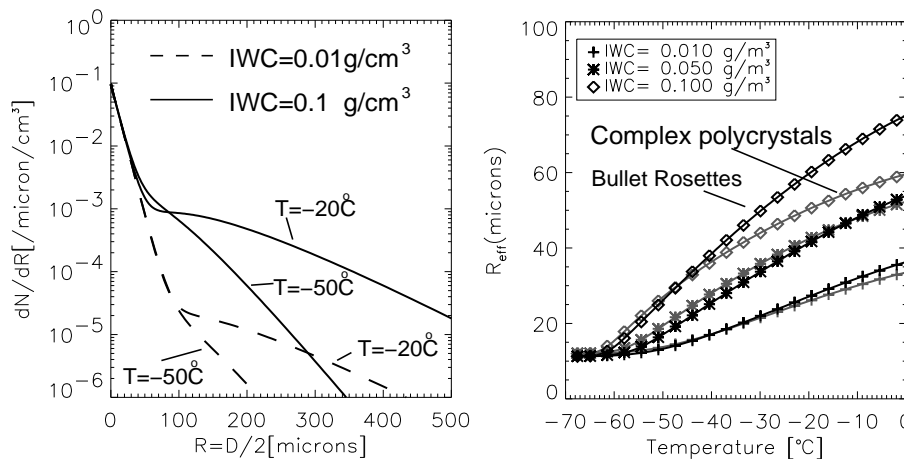 10⁰
10⁻¹
10⁻²
10⁻³
10⁻⁴
10⁻⁵
10⁻⁶
dN/dR[/micron/cm³]
IWC=0.01g/cm³
IWC=0.1 g/cm³
T=−20°C
T=−50°C
T=−20°C
T=−50°C
0 100 200 300 400 500
R=D/2[microns]
100
80
60
40
20
0
R_eff(microns)
IWC= 0.010 g/m³
IWC= 0.050 g/m³
IWC= 0.100 g/m³
Complex polycrystals
Bullet Rosettes
−70 −60 −50 −40 −30 −20 −10 0
Temperature [°C]